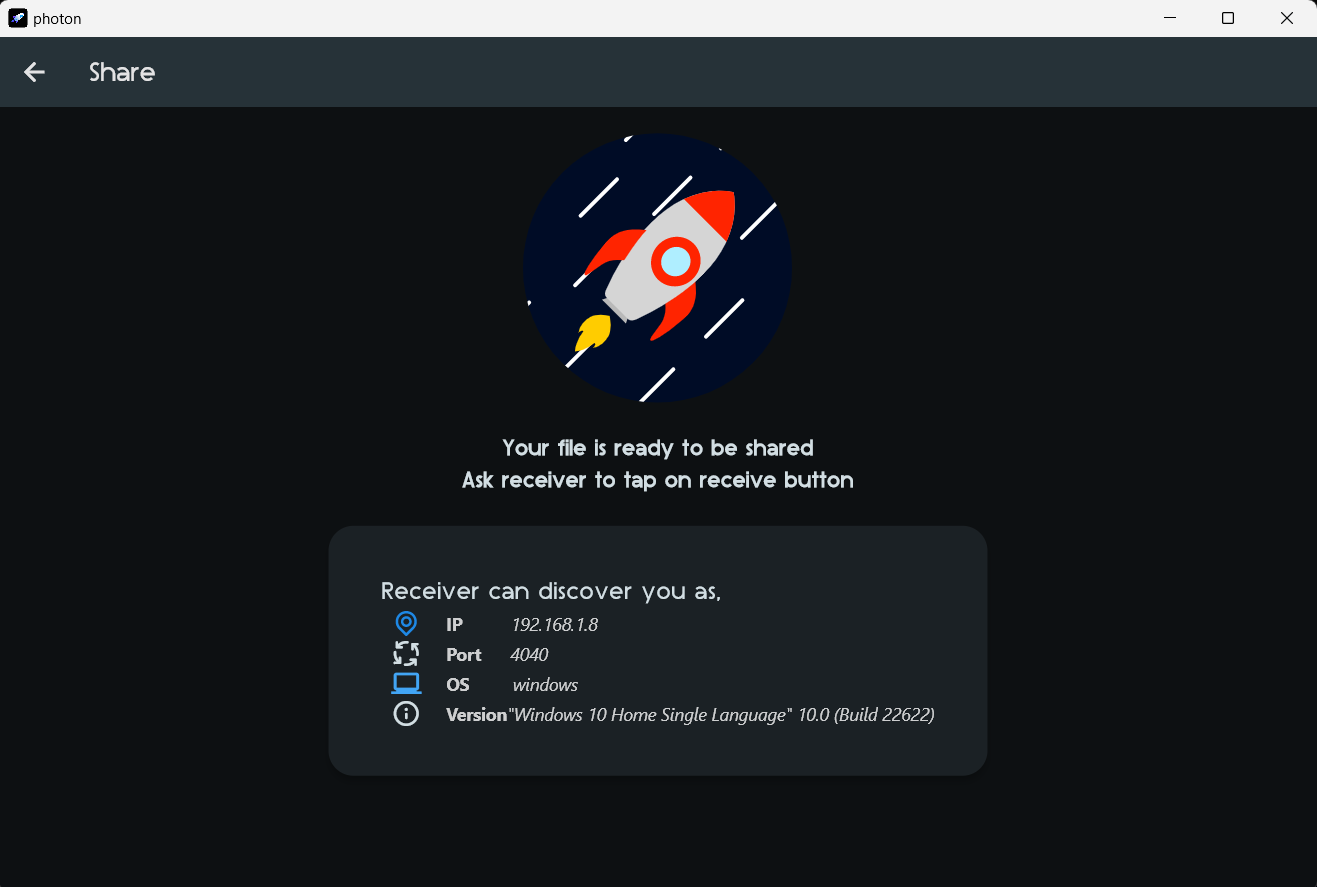 photon
Share
Your file is ready to be shared
Ask receiver to tap on receive button
Receiver can discover you as,
IP 192.168.1.8
Port 4040
OS windows
Version "Windows 10 Home Single Language" 10.0 (Build 22622)